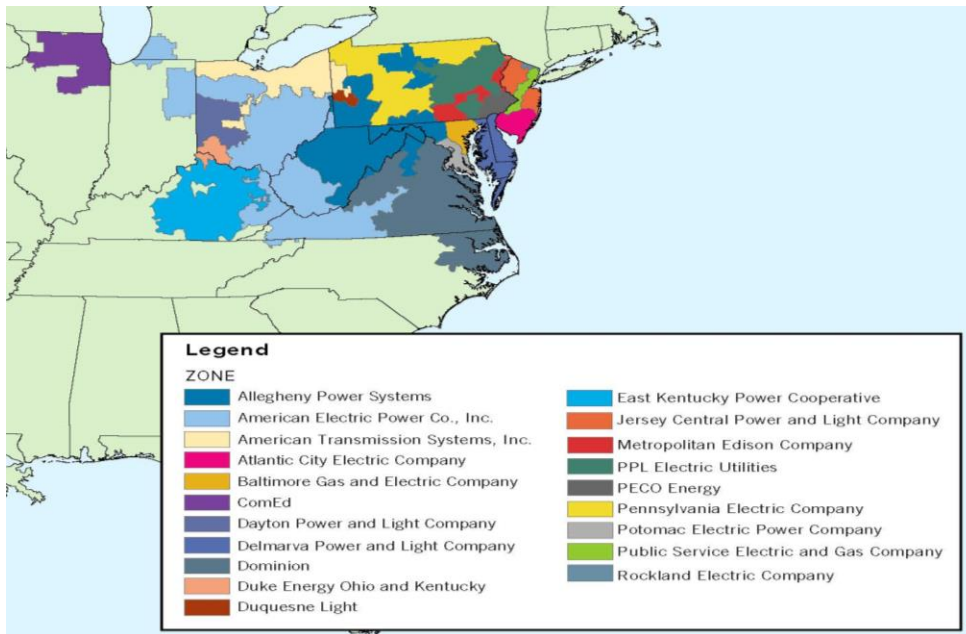 Legend
ZONE
Allegheny Power Systems
American Electric Power Co., Inc.
American Transmission Systems, Inc.
Atlantic City Electric Company
Baltimore Gas and Electric Company
ComEd
Dayton Power and Light Company
Delmarva Power and Light Company
Dominion
Duke Energy Ohio and Kentucky
Duquesne Light
East Kentucky Power Cooperative
Jersey Central Power and Light Company
Metropolitan Edison Company
PPL Electric Utilities
PECO Energy
Pennsylvania Electric Company
Potomac Electric Power Company
Public Service Electric and Gas Company
Rockland Electric Company